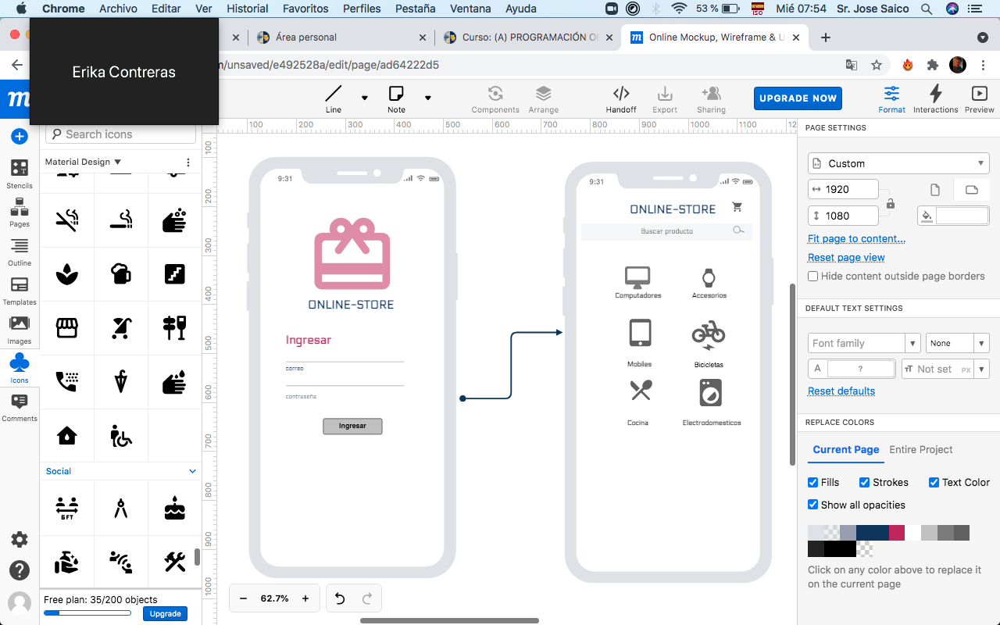 Chrome Archivo Editar Ver Historial Favoritos Perfiles Pestaña Ventana Ayuda 53 % ISO Mié 07:54 Sr. Jose Saico
Área personal
Curso: (A) PROGRAMACIÓN OR
Online Mockup, Wireframe & U
Erika Contreras
m/unsaved/e492528a/edit/page/ad64222d5
m
Line
Note
Components
Arrange
Handoff
Export
Sharing
UPGRADE NOW
Format
Interactions
Preview
Stencils
Pages
Outline
Templates
Images
Icons
Comments
Search icons
Material Design
Social
6FT
Free plan: 35/200 objects
Upgrade
100 200 300 400 500 600 700 800 900 1000 1100 12
100
200
300
400
500
600
700
800
900
1000
9:31
ONLINE-STORE
Ingresar
correo
contraseña
Ingresar
9:31
ONLINE-STORE
Buscar producto
Computadores
Accesorios
Mobiles
Bicicletas
Cocina
Electrodomesticos
− 62.7% +
PAGE SETTINGS
Custom
1920
1080
Fit page to content...
Reset page view
Hide content outside page borders
DEFAULT TEXT SETTINGS
Font family
None
A ?
TT Not set PX
Reset defaults
REPLACE COLORS
Current Page
Entire Project
Fills
Strokes
Text Color
Show all opacities
Click on any color above to replace it
on the current page